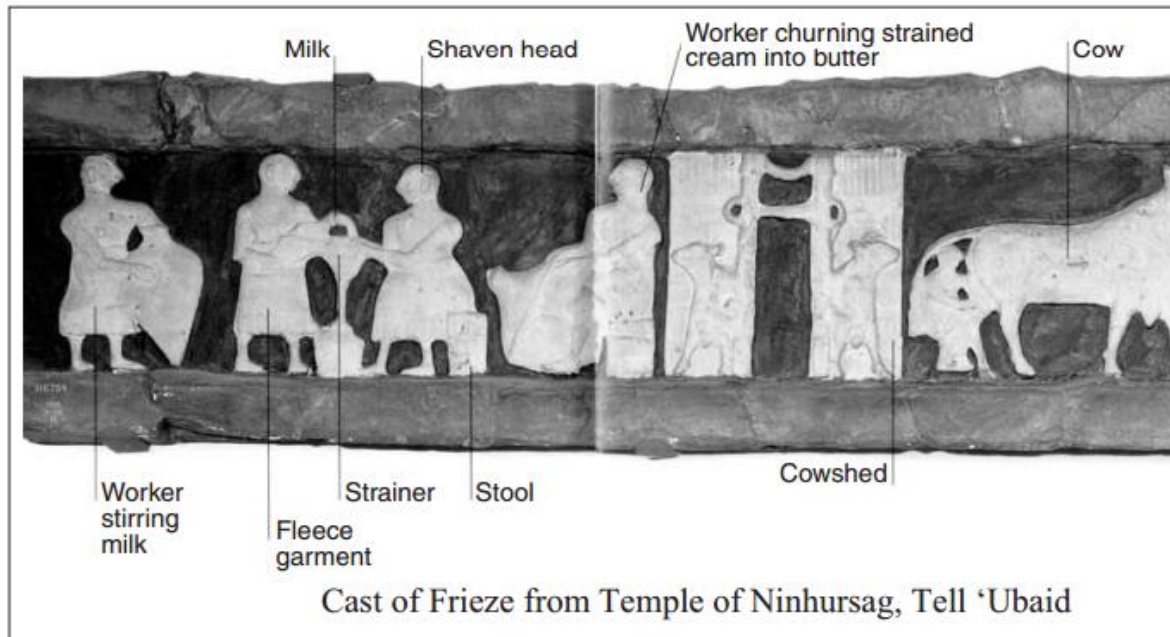 Milk
Shaven head
Worker churning strained
cream into butter
Cow
Worker
stirring
milk
Fleece
garment
Strainer
Stool
Cowshed
Cast of Frieze from Temple of Ninhursag, Tell ‘Ubaid